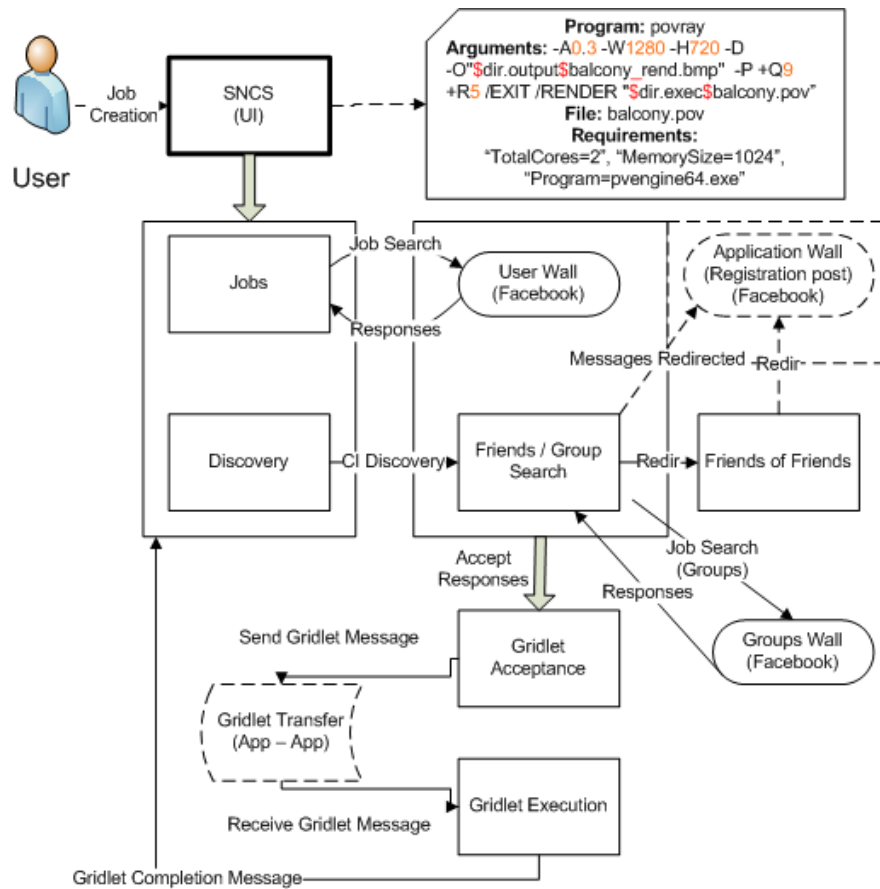 Program: povray
Arguments: -A0.3 -W1280 -H720 -D
-O"$dir.output$balcony_rend.bmp" -P +Q9
+R5 /EXIT /RENDER "$dir.exec$balcony.pov”
File: balcony.pov
Requirements:
“TotalCores=2”, “MemorySize=1024”,
“Program=pvengine64.exe”
Job
Creation
SNCS
(UI)
User
Jobs
Job Search
User Wall
(Facebook)
Responses
Application Wall
(Registration post)
(Facebook)
Messages Redirected
Redir
Discovery
CI Discovery
Friends / Group
Search
Redir
Friends of Friends
Accept
Responses
Job Search
(Groups)
Responses
Groups Wall
(Facebook)
Send Gridlet Message
Gridlet
Acceptance
Gridlet Transfer
(App – App)
Gridlet Execution
Receive Gridlet Message
Gridlet Completion Message